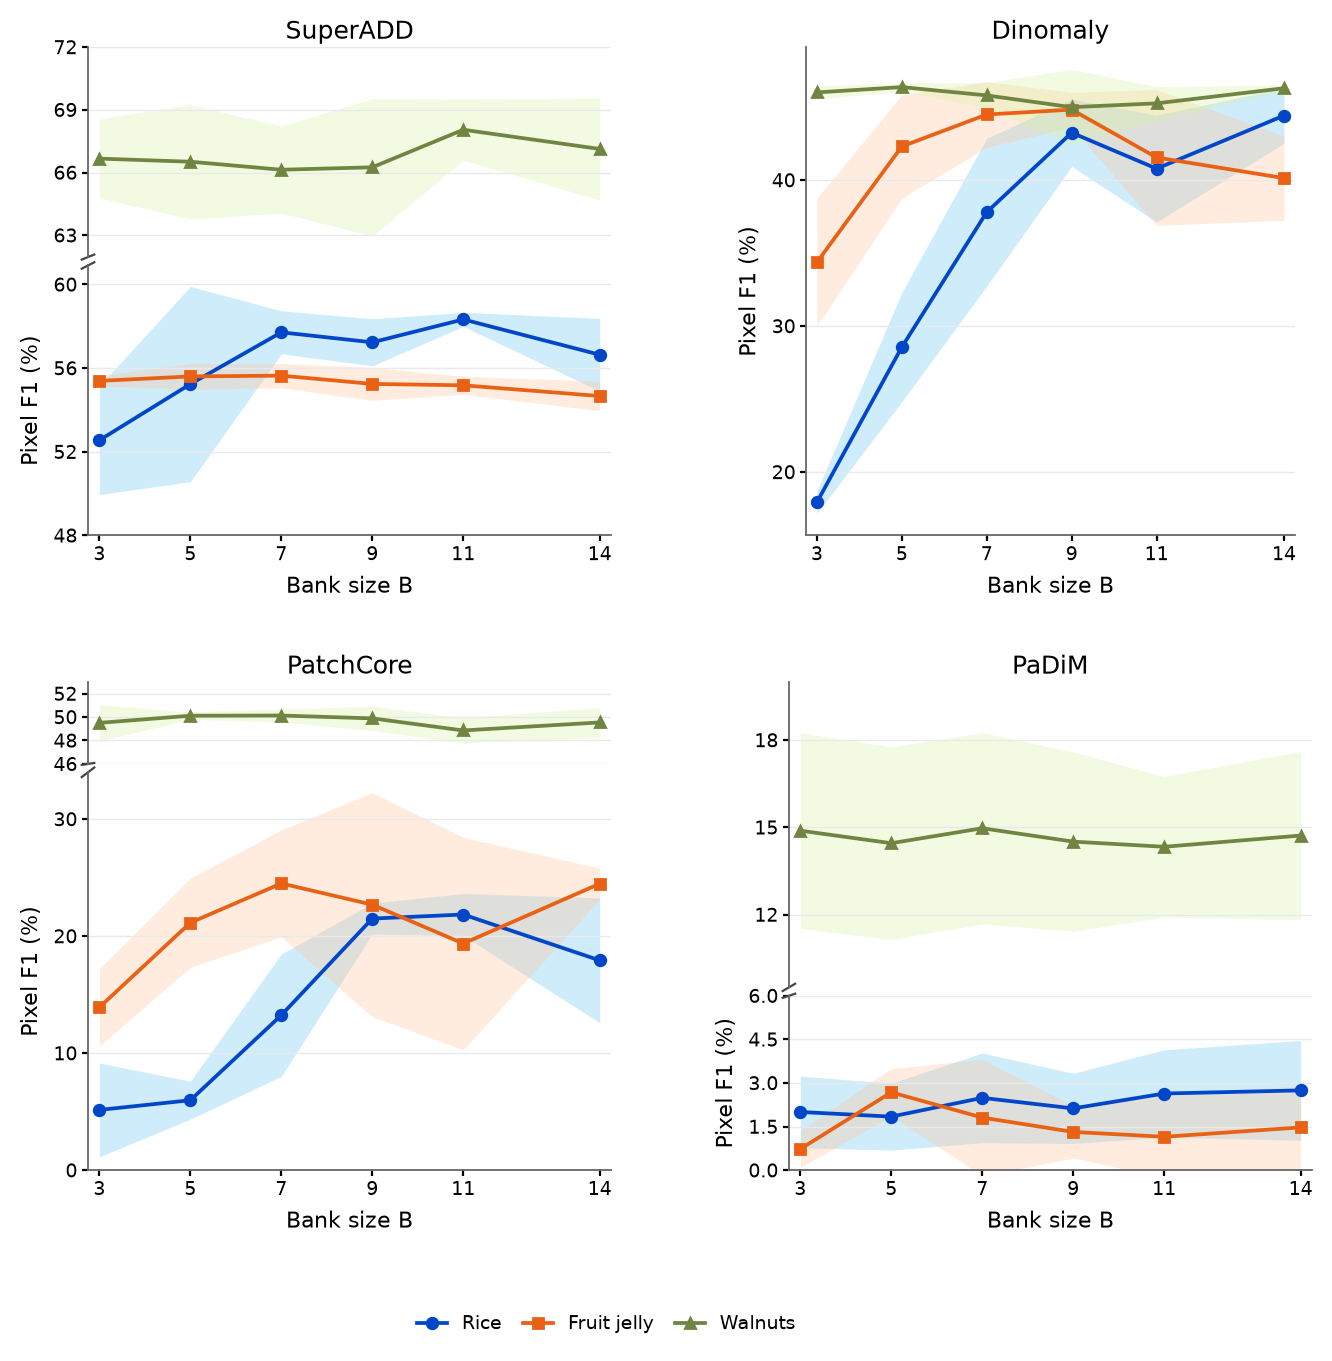 SuperADD
72
69
66
63
60
56
52
48
Pixel F1 (%)
3 5 7 9 11 14
Bank size B
Dinomaly
40
30
20
Pixel F1 (%)
3 5 7 9 11 14
Bank size B
PatchCore
52
50
48
46
30
20
10
0
Pixel F1 (%)
3 5 7 9 11 14
Bank size B
PaDiM
18
15
12
6.0
4.5
3.0
1.5
0.0
Pixel F1 (%)
3 5 7 9 11 14
Bank size B
Rice Fruit jelly Walnuts